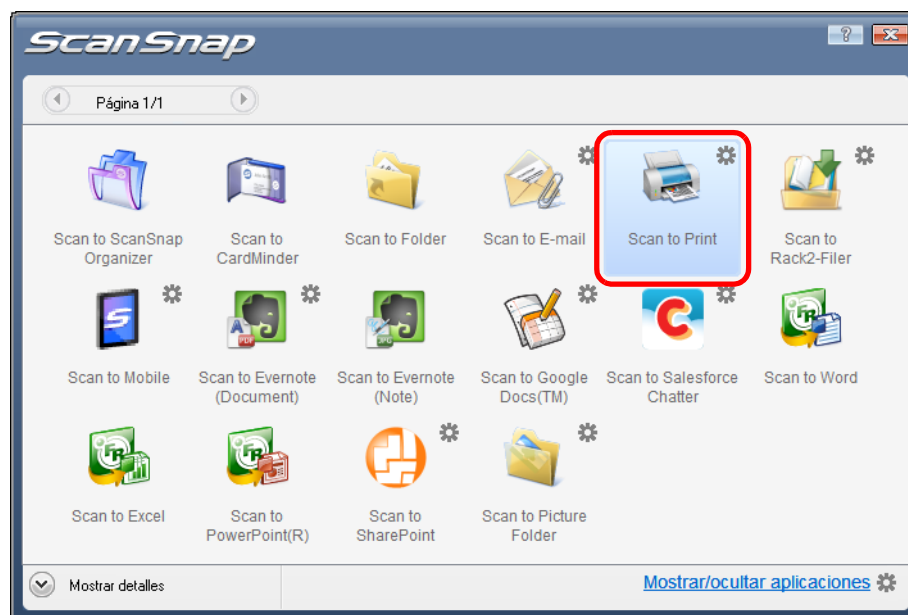 ScanSnap
Página 1/1
Scan to ScanSnap
Organizer
Scan to
CardMinder
Scan to Folder
Scan to E-mail
Scan to Print
Scan to
Rack2-Filer
Scan to Mobile
Scan to Evernote
(Document)
Scan to Evernote
(Note)
Scan to Google
Docs(TM)
Scan to Salesforce
Chatter
Scan to Word
Scan to Excel
Scan to
PowerPoint(R)
Scan to
SharePoint
Scan to Picture
Folder
Mostrar detalles
Mostrar/ocultar aplicaciones